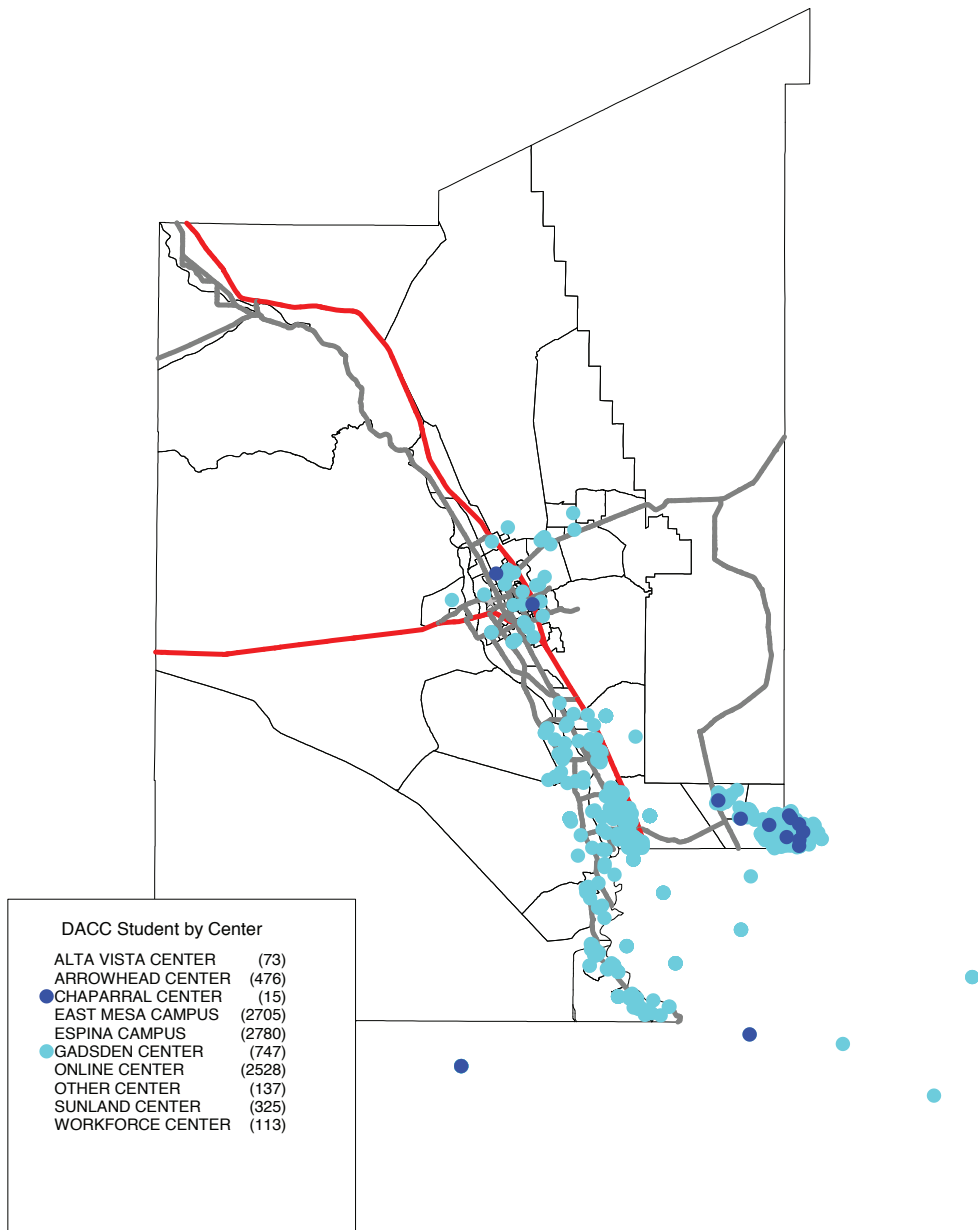 DACC Student by Center
ALTA VISTA CENTER (73)
ARROWHEAD CENTER (476)
CHAPARRAL CENTER (15)
EAST MESA CAMPUS (2705)
ESPINA CAMPUS (2780)
GADSDEN CENTER (747)
ONLINE CENTER (2528)
OTHER CENTER (137)
SUNLAND CENTER (325)
WORKFORCE CENTER (113)